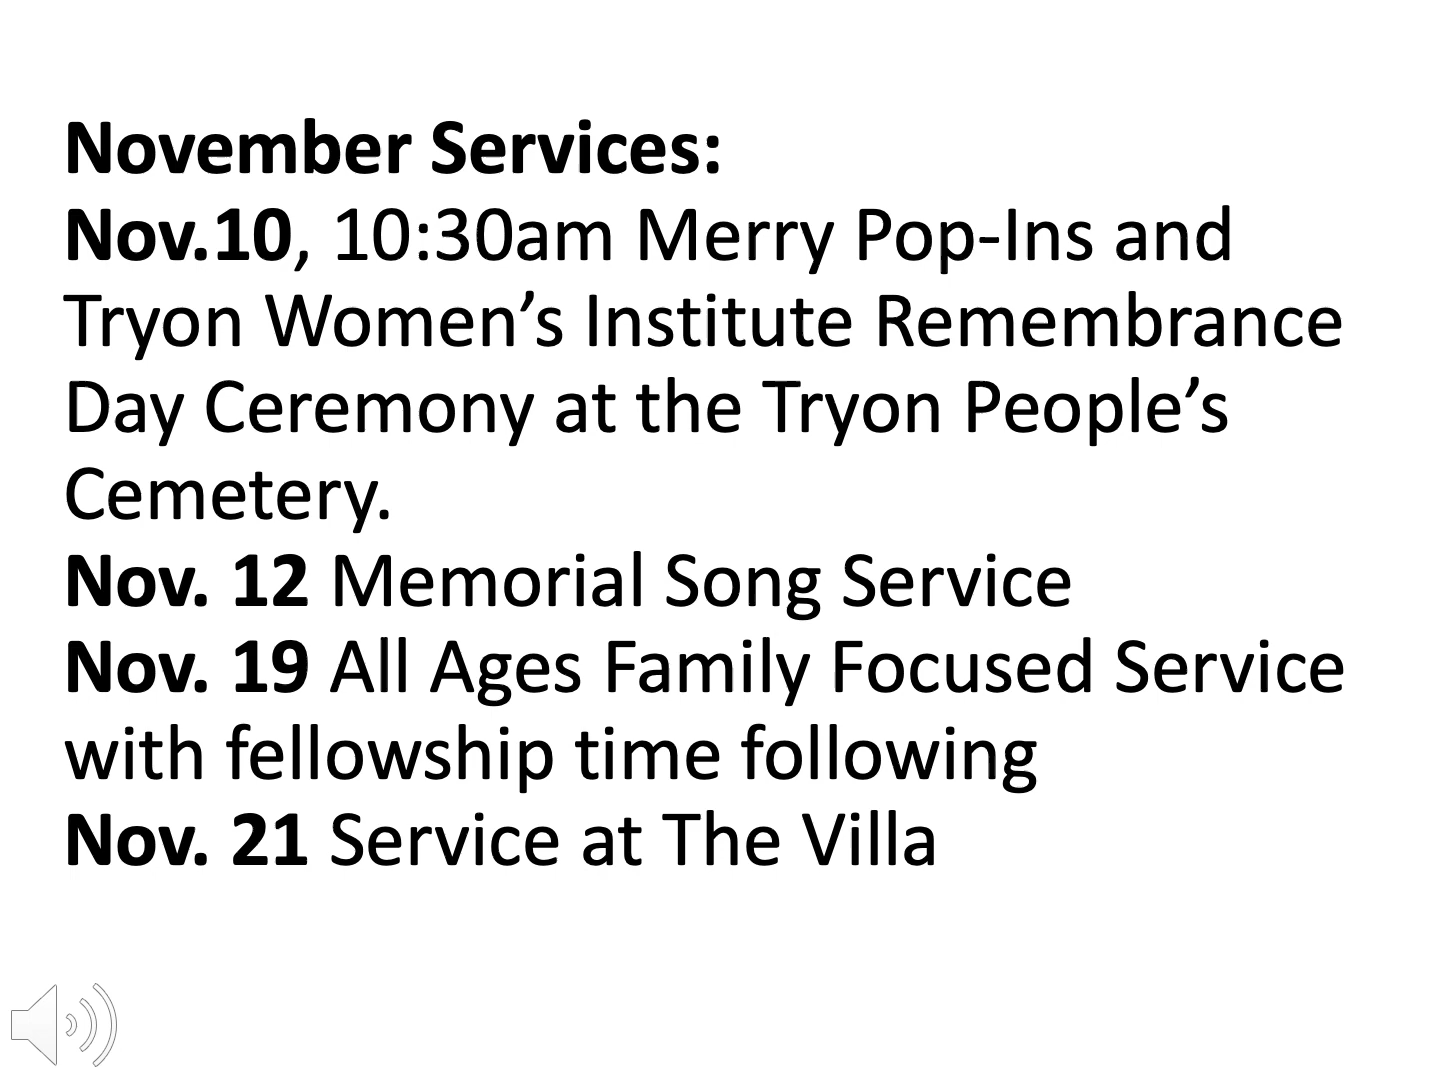 November Services:
Nov.10, 10:30am Merry Pop-Ins and
Tryon Women’s Institute Remembrance
Day Ceremony at the Tryon People’s
Cemetery.
Nov. 12 Memorial Song Service
Nov. 19 All Ages Family Focused Service
with fellowship time following
Nov. 21 Service at The Villa